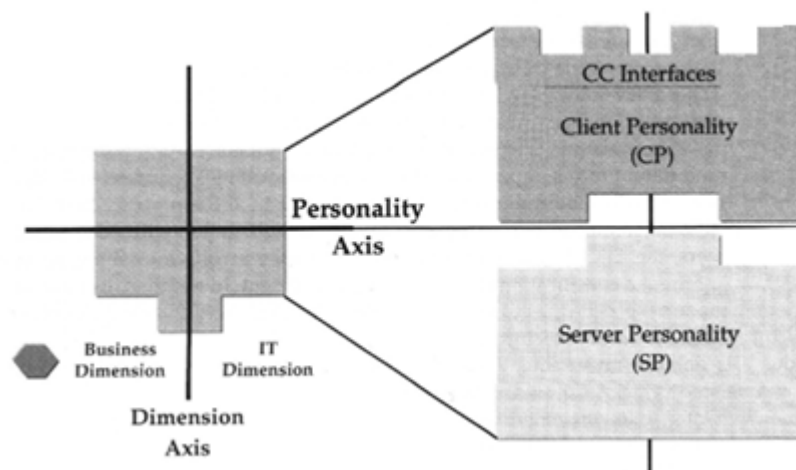 CC Interfaces
Client Personality
(CP)
Personality
Axis
Server Personality
(SP)
Business
Dimension
IT
Dimension
Dimension
Axis